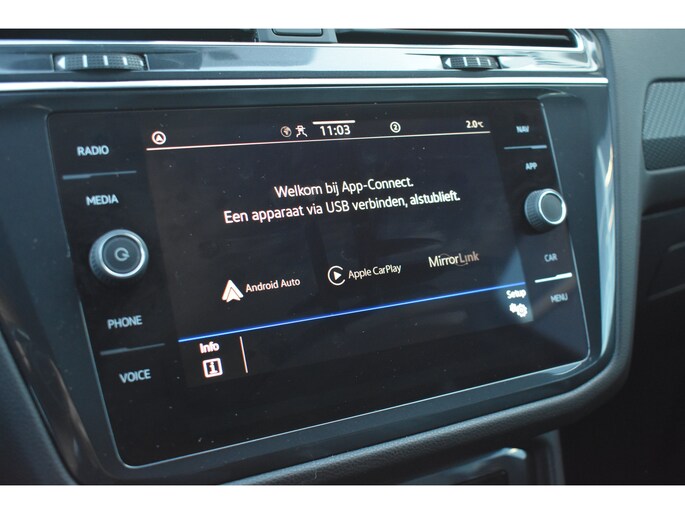 RADIO
MEDIA
PHONE
VOICE
11:03
2
2.0°C
Welkom bij App-Connect.
Een apparaat via USB verbinden, alstublieft.
Android Auto
Apple CarPlay
MirrorLink
Info
Setup
NAV
APP
CAR
MENU